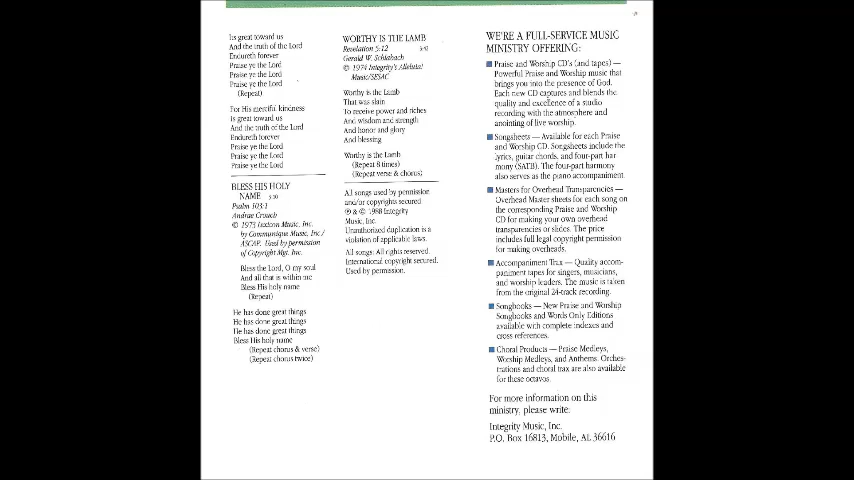 Its great toward us
And the truth of the Lord
Endureth forever
Praise ye the Lord
Praise ye the Lord
Praise ye the Lord
(Repeat)
For His merciful kindness
Is great toward us
And the truth of the Lord
Endureth forever
Praise ye the Lord
Praise ye the Lord
Praise ye the Lord
BLESS HIS HOLY
NAME
Psalm 103:1
Andrae Crouch
© 1973 Lexicon Music, Inc.
by Communique Music, Inc./
ASCAP. Used by permission
of Copyright Mgt. Inc.
Bless the Lord, O my soul
And all that is within me
Bless His holy name
(Repeat)
He has done great things
He has done great things
He has done great things
Bless His holy name
(Repeat chorus & verse)
(Repeat chorus twice)
WORTHY IS THE LAMB
Revelation 5:12
Gerald W. Schlabach
© 1974 Integrity's Alleluia!
Music/SESAC
Worthy is the Lamb
That was slain
To receive power and riches
And wisdom and strength
And honor and glory
And blessing
Worthy is the Lamb
(Repeat 8 times)
(Repeat verse & chorus)
All songs used by permission
and/or copyrights secured
℗ & © 1988 Integrity
Music, Inc.
Unauthorized duplication is a
violation of applicable laws.
All songs: All rights reserved.
International copyright secured.
Used by permission.
WE'RE A FULL-SERVICE MUSIC
MINISTRY OFFERING:
Praise and Worship CD's (and tapes) —
Powerful Praise and Worship music that
brings you into the presence of God.
Each new CD captures and blends the
quality and excellence of a studio
recording with the atmosphere and
anointing of live worship.
Songsheets — Available for each Praise
and Worship CD. Songsheets include the
lyrics, guitar chords, and four-part har
mony (SATB). The four-part harmony
also serves as the piano accompaniment.
Masters for Overhead Transparencies —
Overhead Master sheets for each song on
the corresponding Praise and Worship
CD for making your own overhead
transparencies or slides. The price
includes full legal copyright permission
for making overheads.
Accompaniment Trax — Quality accom-
paniment tapes for singers, musicians,
and worship leaders. The music is taken
from the original 24-track recording.
Songbooks — New Praise and Worship
Songbooks and Words Only Editions
available with complete indexes and
cross references.
Choral Products — Praise Medleys,
Worship Medleys, and Anthems. Orches-
trations and choral trax are also available
for these octavos.
For more information on this
ministry, please write:
Integrity Music, Inc.
P.O. Box 16813, Mobile, AL 36616